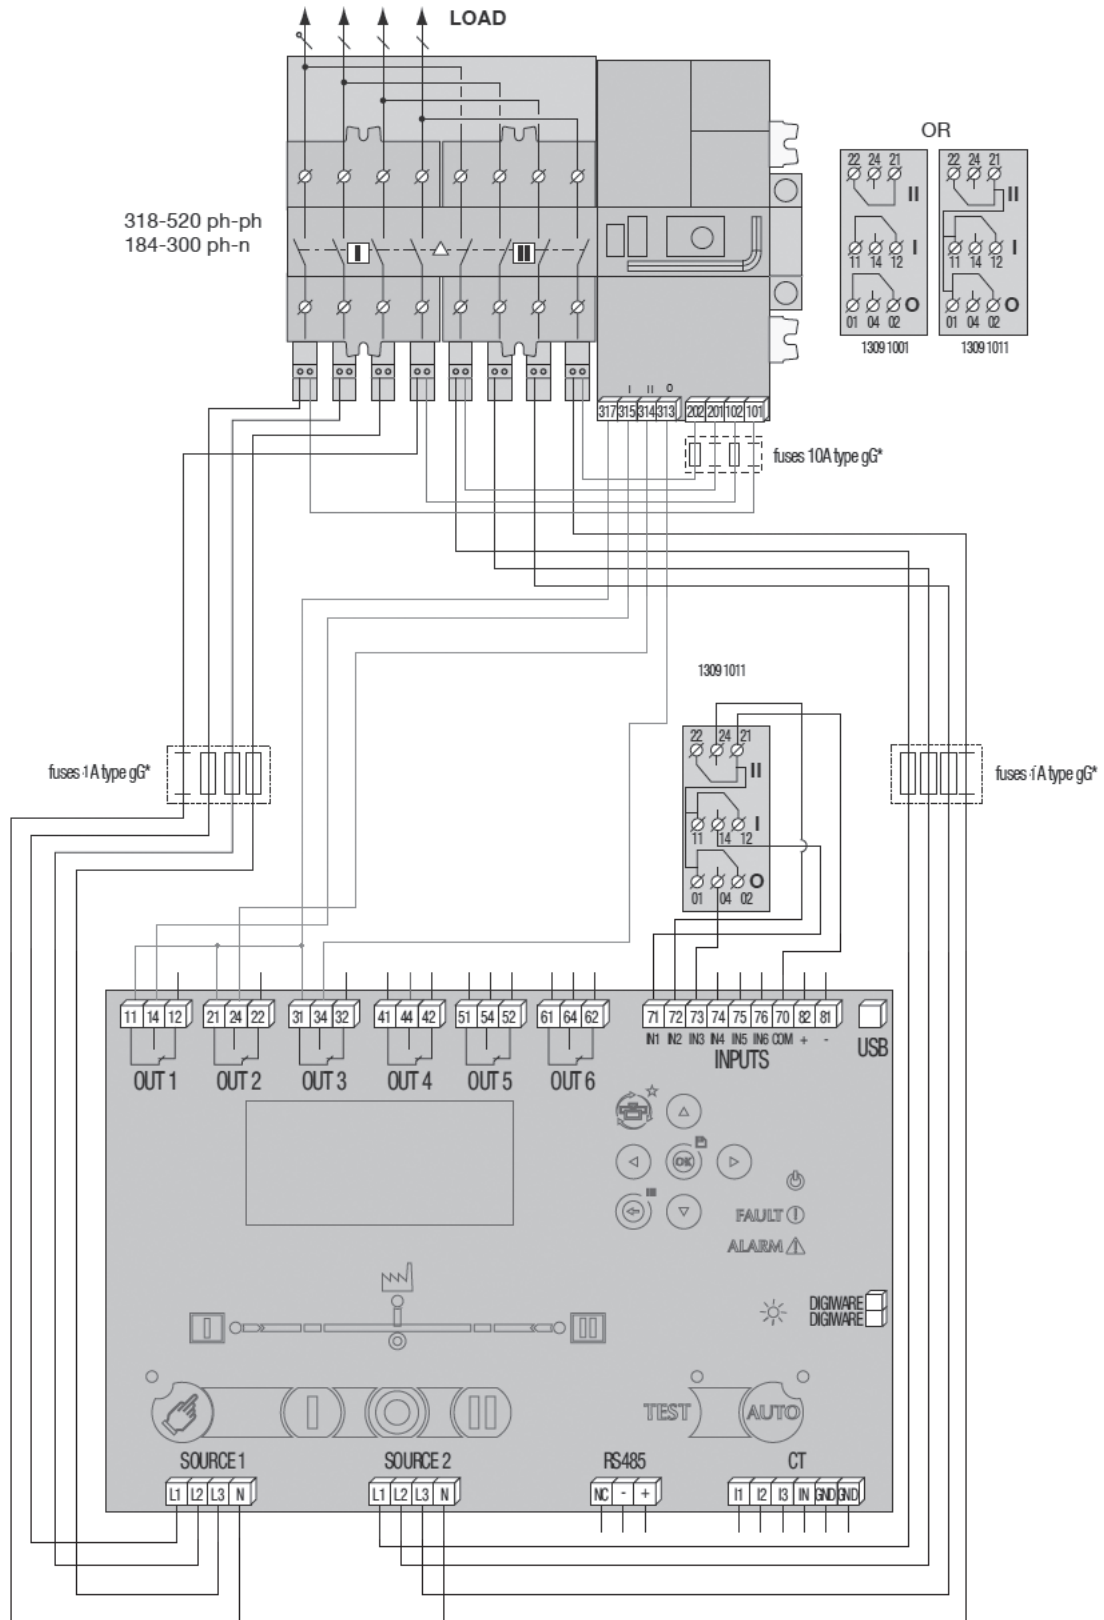 LOAD
318-520 ph-ph
184-300 ph-n
I
II
OR
22 24 21
II
11 14 12
I
01 04 02
O
1309 1001
22 24 21
II
11 14 12
I
01 04 02
O
1309 1011
I II O
317 315 314 313
202 201 102 101
fuses 10A type gG*
1309 1011
22 24 21
II
11 14 12
I
01 04 02
O
fuses 1A type gG*
fuses 1A type gG*
11 14 12
21 24 22
31 34 32
41 44 42
51 54 52
61 64 62
71 72 73 74 75 76 70 82 81
IN1 IN2 IN3 IN4 IN5 IN6 COM + -
OUT 1
OUT 2
OUT 3
OUT 4
OUT 5
OUT 6
INPUTS
USB
OK
FAULT
ALARM
DIGIWARE
DIGIWARE
I
II
I
II
TEST
AUTO
SOURCE 1
SOURCE 2
RS485
CT
L1 L2 L3 N
L1 L2 L3 N
NC - +
I1 I2 I3 IN GND GND